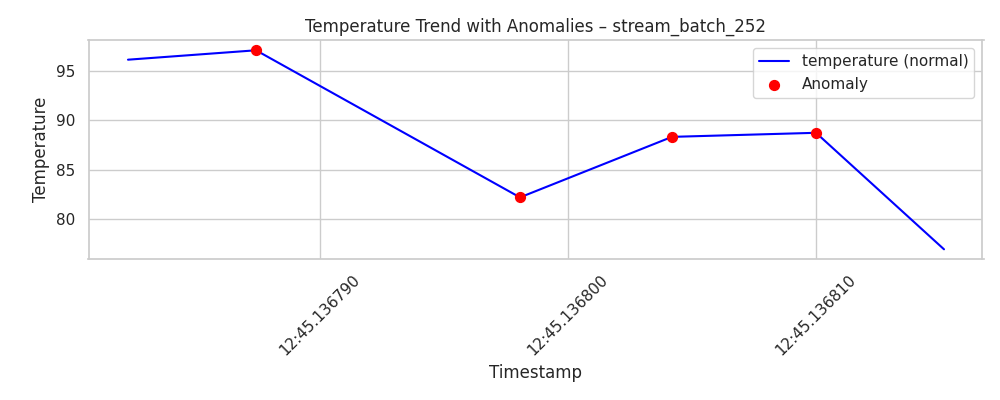 Temperature Trend with Anomalies – stream_batch_252
temperature (normal)
Anomaly
Temperature
95
90
85
80
12:45.136790
12:45.136800
12:45.136810
Timestamp